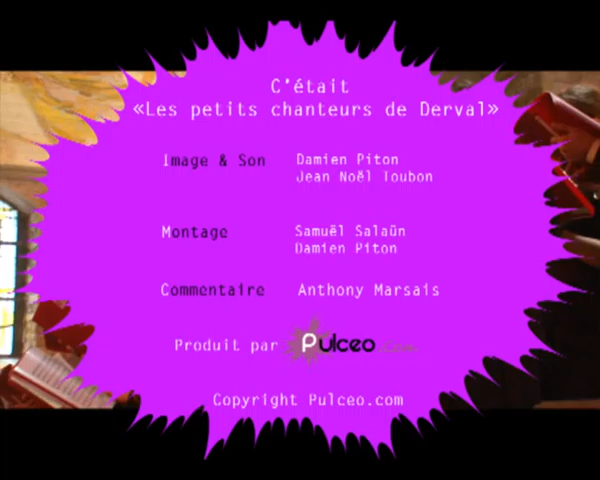 C'était
«Les petits chanteurs de Derval»
Image & Son Damien Piton
Jean Noël Toubon
Montage Samuël Salaün
Damien Piton
Commentaire Anthony Marsais
Produit par Pulceo
Copyright Pulceo.com